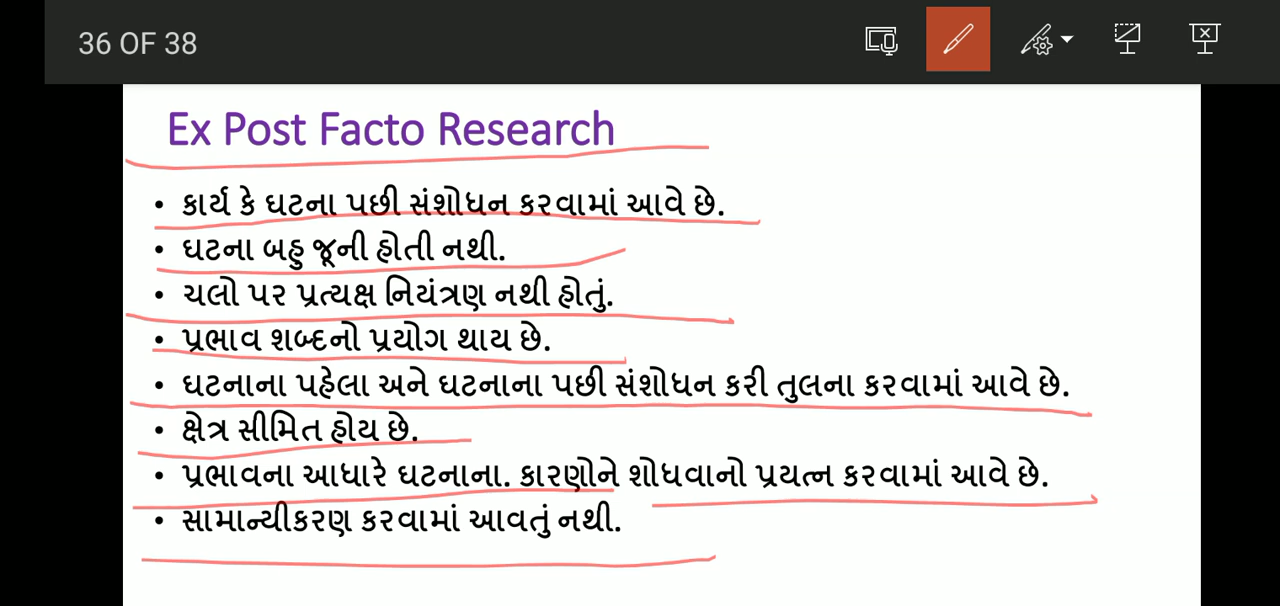 36 OF 38
Ex Post Facto Research
• કાર્ય કે ઘટના પછી સંશોધન કરવામાં આવે છે.
• ઘટના બહુ જૂની હોતી નથી.
• ચલો પર પ્રત્યક્ષ નિયંત્રણ નથી હોતું.
• પ્રભાવ શબ્દનો પ્રયોગ થાય છે.
• ઘટનાના પહેલા અને ઘટનાના પછી સંશોધન કરી તુલના કરવામાં આવે છે.
• ક્ષેત્ર સીમિત હોય છે.
• પ્રભાવના આધારે ઘટનાના. કારણોને શોધવાનો પ્રયત્ન કરવામાં આવે છે.
• સામાન્યીકરણ કરવામાં આવતું નથી.